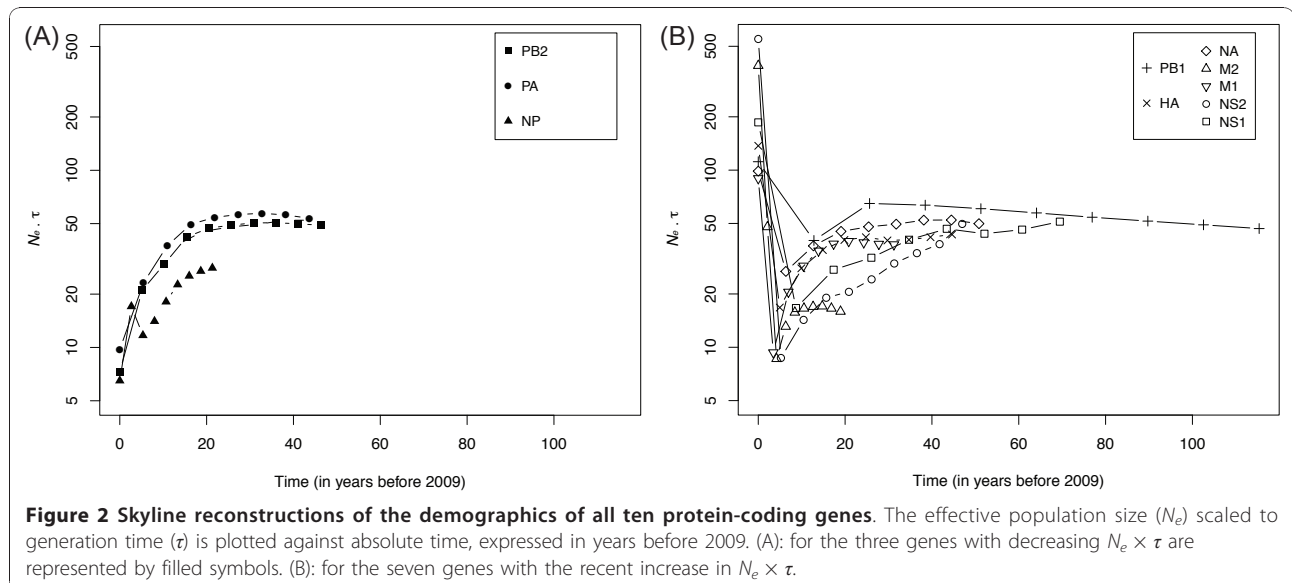 (A)
500
200
100
50
20
10
5
Ne . τ
PB2
PA
NP
0 20 40 60 80 100
Time (in years before 2009)
(B)
500
200
100
50
20
10
5
Ne . τ
PB1
HA
NA
M2
M1
NS2
NS1
0 20 40 60 80 100
Time (in years before 2009)
Figure 2 Skyline reconstructions of the demographics of all ten protein-coding genes. The effective population size (Ne) scaled to
generation time (τ) is plotted against absolute time, expressed in years before 2009. (A): for the three genes with decreasing Ne × τ are
represented by filled symbols. (B): for the seven genes with the recent increase in Ne × τ.